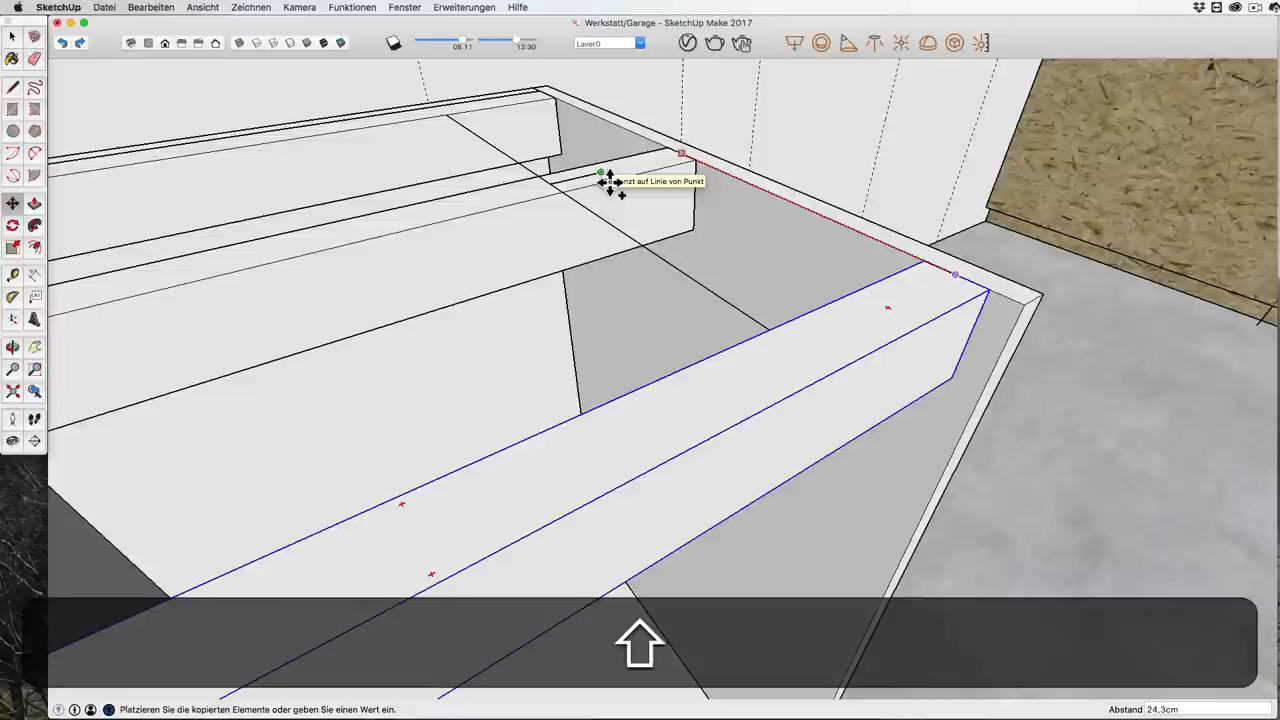 SketchUp Datei Bearbeiten Ansicht Zeichnen Kamera Funktionen Fenster Erweiterungen Hilfe
Werkstatt/Garage - SketchUp Make 2017
08.11 13:30
Layer0
nzt auf Linie von Punkt
Platzieren Sie die kopierten Elemente oder geben Sie einen Wert ein.
Abstand 24,3cm